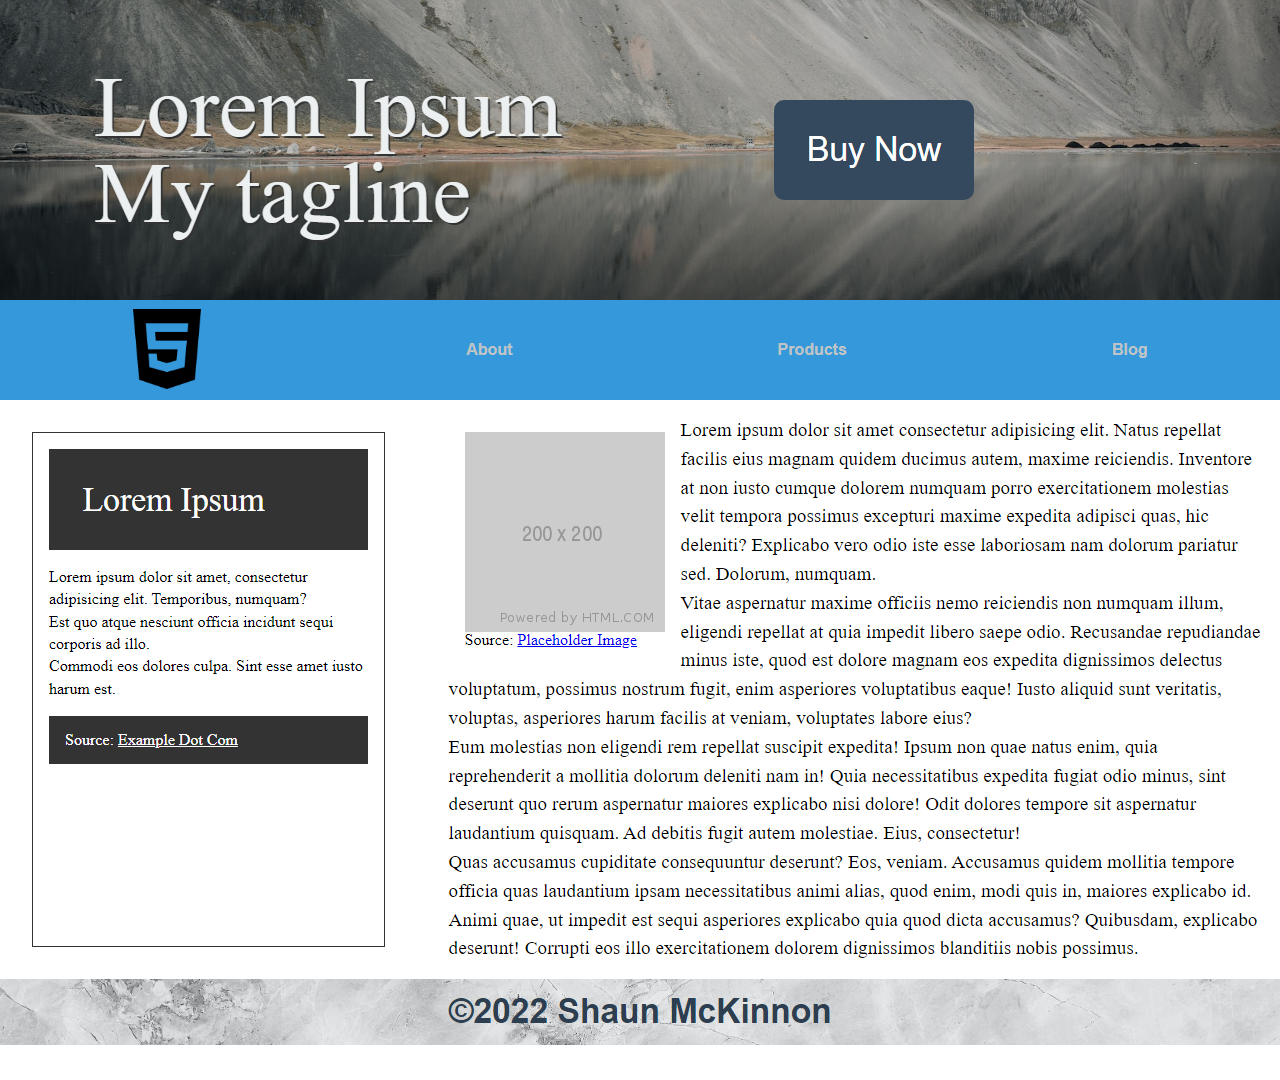 Lorem Ipsum
My tagline
Buy Now
About
Products
Blog
Lorem Ipsum
Lorem ipsum dolor sit amet, consectetur
adipisicing elit. Temporibus, numquam?
Est quo atque nesciunt officia incidunt sequi
corporis ad illo.
Commodi eos dolores culpa. Sint esse amet iusto
harum est.
Source: Example Dot Com
200 x 200
Powered by HTML.COM
Source: Placeholder Image
Lorem ipsum dolor sit amet consectetur adipisicing elit. Natus repellat
facilis eius magnam quidem ducimus autem, maxime reiciendis. Inventore
at non iusto cumque dolorem numquam porro exercitationem molestias
velit tempora possimus excepturi maxime expedita adipisci quas, hic
deleniti? Explicabo vero odio iste esse laboriosam nam dolorum pariatur
sed. Dolorum, numquam.
Vitae aspernatur maxime officiis nemo reiciendis non numquam illum,
eligendi repellat at quia impedit libero saepe odio. Recusandae repudiandae
minus iste, quod est dolore magnam eos expedita dignissimos delectus
voluptatum, possimus nostrum fugit, enim asperiores voluptatibus eaque! Iusto aliquid sunt veritatis,
voluptas, asperiores harum facilis at veniam, voluptates labore eius?
Eum molestias non eligendi rem repellat suscipit expedita! Ipsum non quae natus enim, quia
reprehenderit a mollitia dolorum deleniti nam in! Quia necessitatibus expedita fugiat odio minus, sint
deserunt quo rerum aspernatur maiores explicabo nisi dolore! Odit dolores tempore sit aspernatur
laudantium quisquam. Ad debitis fugit autem molestiae. Eius, consectetur!
Quas accusamus cupiditate consequuntur deserunt? Eos, veniam. Accusamus quidem mollitia tempore
officia quas laudantium ipsam necessitatibus animi alias, quod enim, modi quis in, maiores explicabo id.
Animi quae, ut impedit est sequi asperiores explicabo quia quod dicta accusamus? Quibusdam, explicabo
deserunt! Corrupti eos illo exercitationem dolorem dignissimos blanditiis nobis possimus.
©2022 Shaun McKinnon